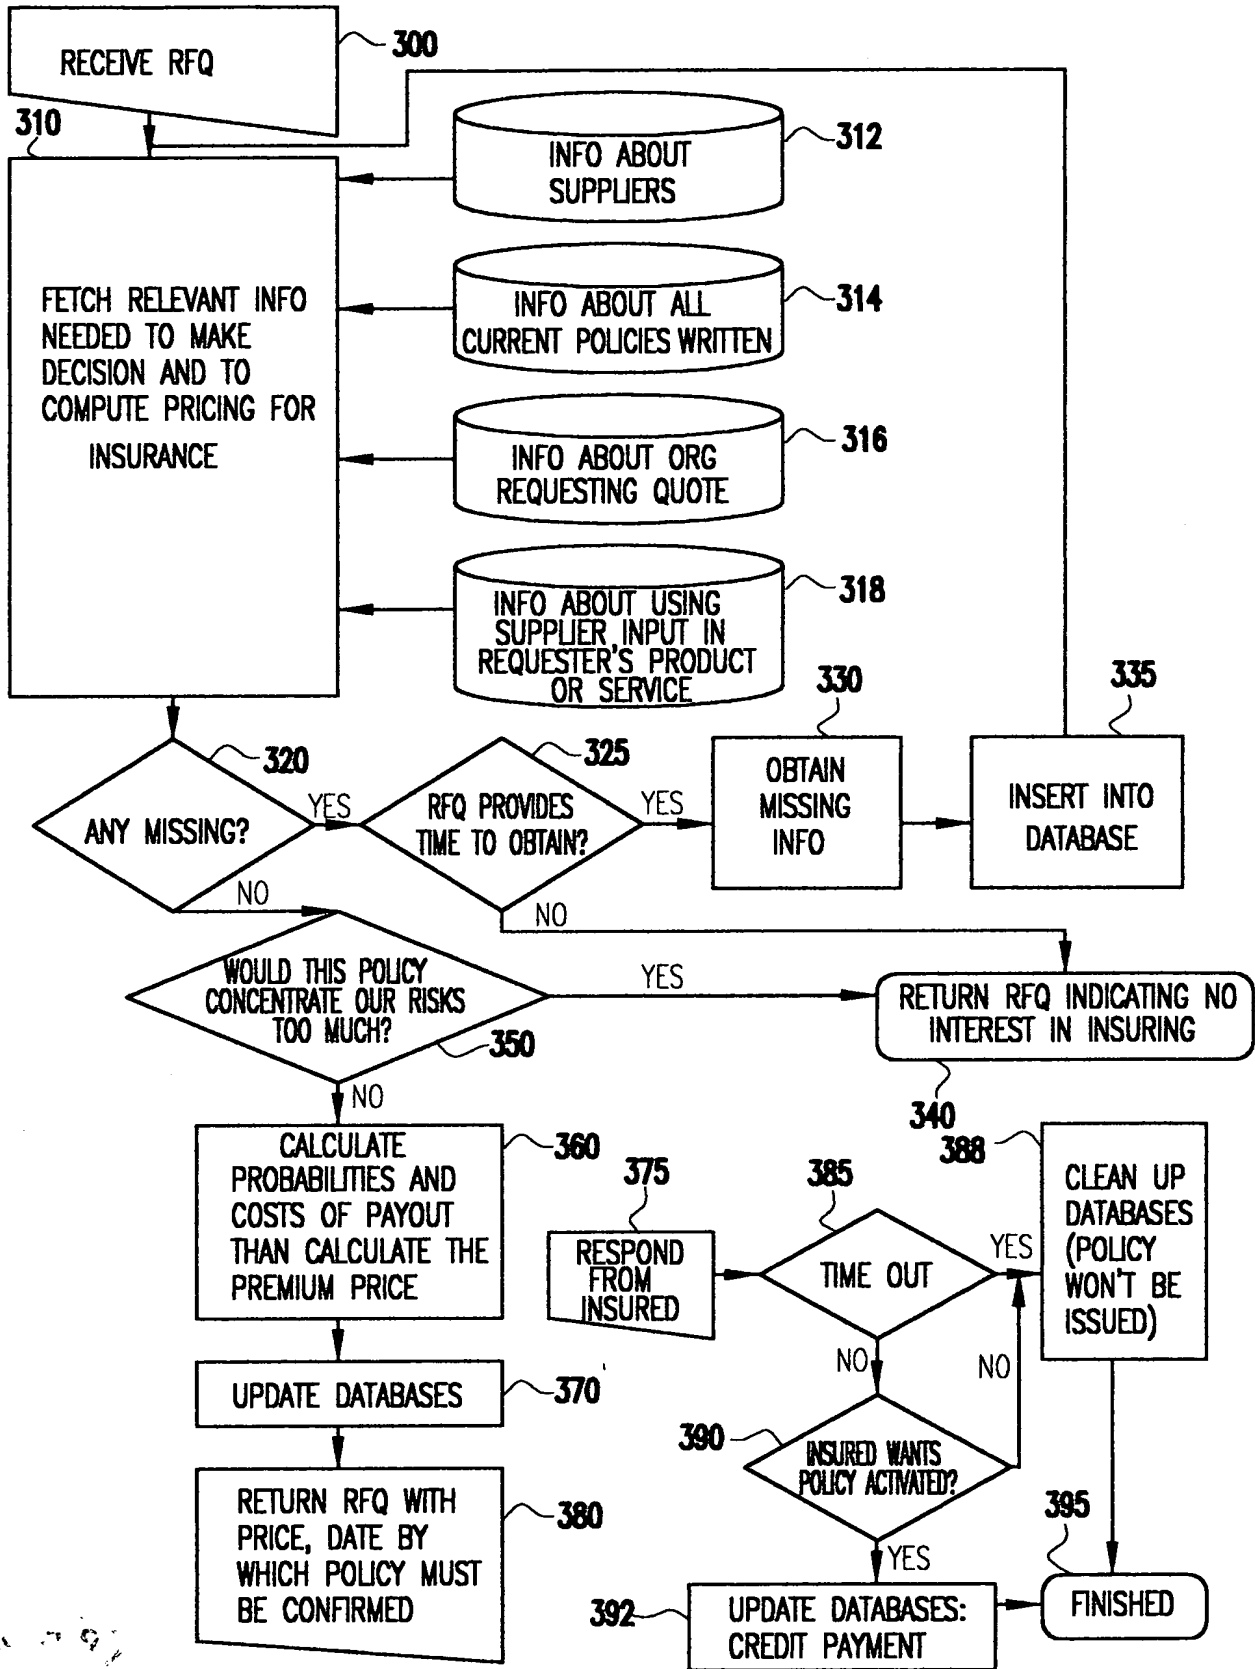 RECEIVE RFQ
300
310
INFO ABOUT
SUPPLIERS
312
FETCH RELEVANT INFO
NEEDED TO MAKE
DECISION AND TO
COMPUTE PRICING FOR
INSURANCE
INFO ABOUT ALL
CURRENT POLICIES WRITTEN
314
INFO ABOUT ORG
REQUESTING QUOTE
316
INFO ABOUT USING
SUPPLIER INPUT IN
REQUESTER'S PRODUCT
OR SERVICE
318
320
ANY MISSING?
YES
NO
325
RFQ PROVIDES
TIME TO OBTAIN?
YES
NO
330
OBTAIN
MISSING
INFO
335
INSERT INTO
DATABASE
WOULD THIS POLICY
CONCENTRATE OUR RISKS
TOO MUCH?
350
YES
NO
RETURN RFQ INDICATING NO
INTEREST IN INSURING
340
CALCULATE
PROBABILITIES AND
COSTS OF PAYOUT
THAN CALCULATE THE
PREMIUM PRICE
360
UPDATE DATABASES
370
RETURN RFQ WITH
PRICE, DATE BY
WHICH POLICY MUST
BE CONFIRMED
380
375
RESPOND
FROM
INSURED
385
TIME OUT
YES
NO
388
CLEAN UP
DATABASES
(POLICY
WON'T BE
ISSUED)
390
INSURED WANTS
POLICY ACTIVATED?
NO
YES
392
UPDATE DATABASES:
CREDIT PAYMENT
395
FINISHED